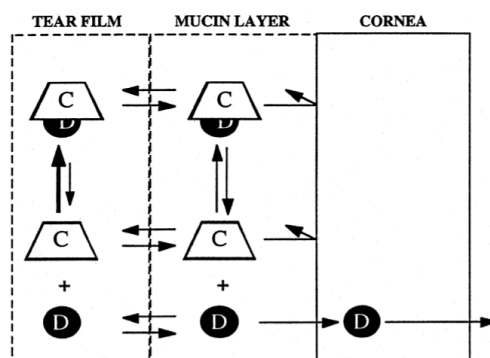 TEAR FILM MUCIN LAYER CORNEA
C C
D D
C C
+ +
D D D